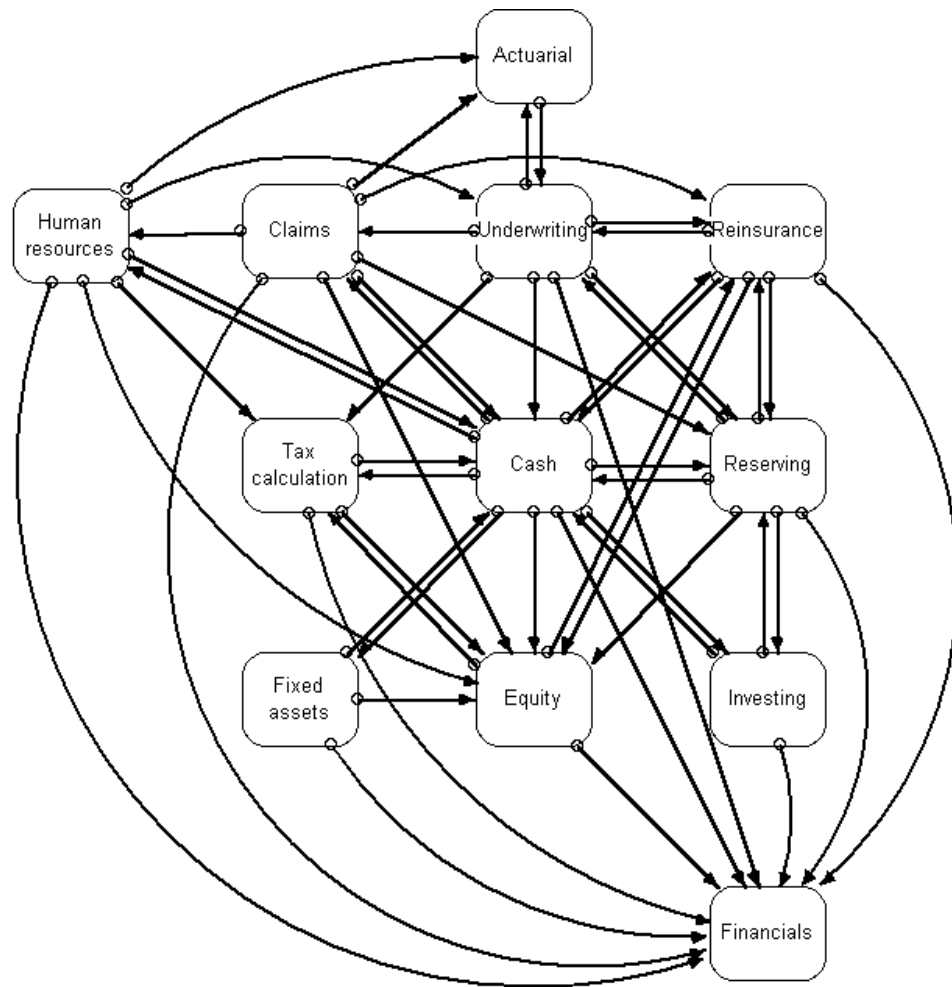 Actuarial
Human
resources
Claims
Underwriting
Reinsurance
Tax
calculation
Cash
Reserving
Fixed
assets
Equity
Investing
Financials